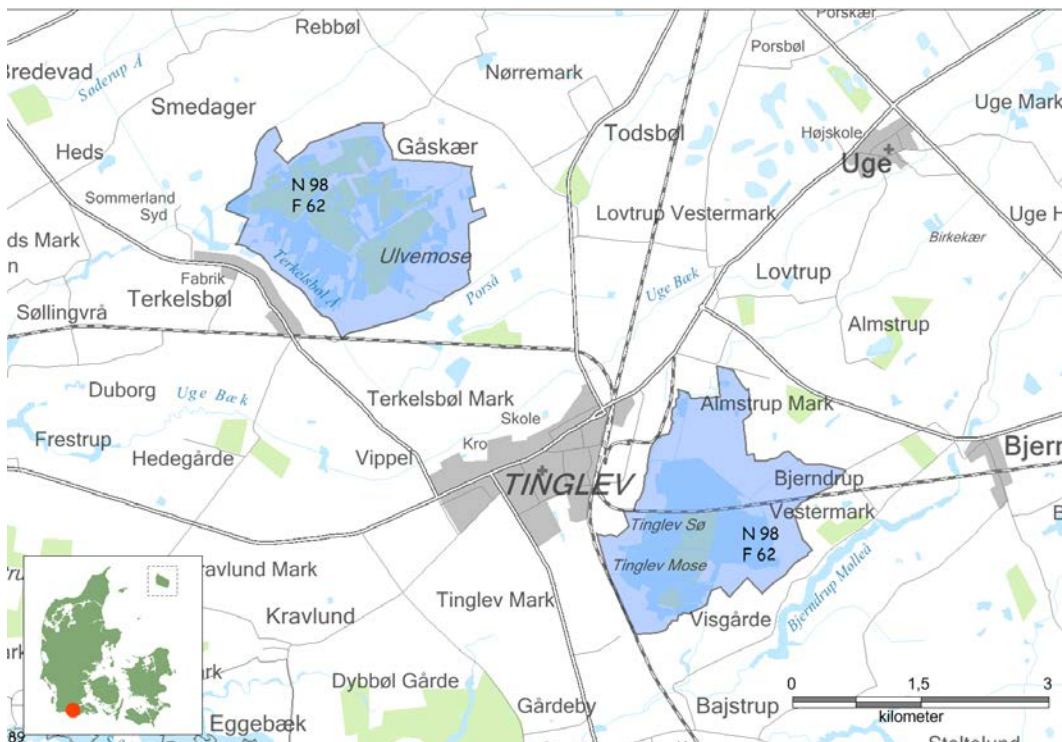 Rebbøl
Porskær
Porsbøl
Bredevad
Søderup Å
Nørremark
Smedager
Uge Mark
Todsbøl
Højskole
Gåskær
Heds
Uge
N 98
F 62
Sommerland
Syd
Lovtrup Vestermark
Uge H
ds Mark
n
Ulvemose
Birkekær
Terkelsbøl Å
Porså
Uge Bæk
Lovtrup
Fabrik
Terkelsbøl
Søllingvrå
Almstrup
Duborg
Uge Bæk
Terkelsbøl Mark
Almstrup Mark
Skole
Frestrup
Kro
Hedegårde
Vippel
Bjern
TINGLEV
Bjerndrup
Vestermark
B
Tinglev Sø
N 98
F 62
Tinglev Mose
Kravlund Mark
Tinglev Mark
Kravlund
Visgårde
Bjerndrup Mølleå
Dybbøl Gårde
0 1,5 3
kilometer
Gårdeby
Bajstrup
Eggebæk
89